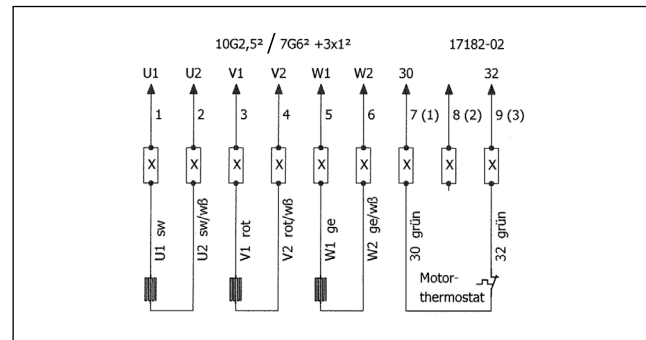 10G2,5² / 7G6² +3x1² 17182-02
U1 U2 V1 V2 W1 W2 30 32
1 2 3 4 5 6 7 (1) 8 (2) 9 (3)
X X X X X X X X X
U1 sw
U2 sw/wß
V1 rot
V2 rot/wß
W1 ge
W2 ge/wß
30 grün
32 grün
Motor-
thermostat